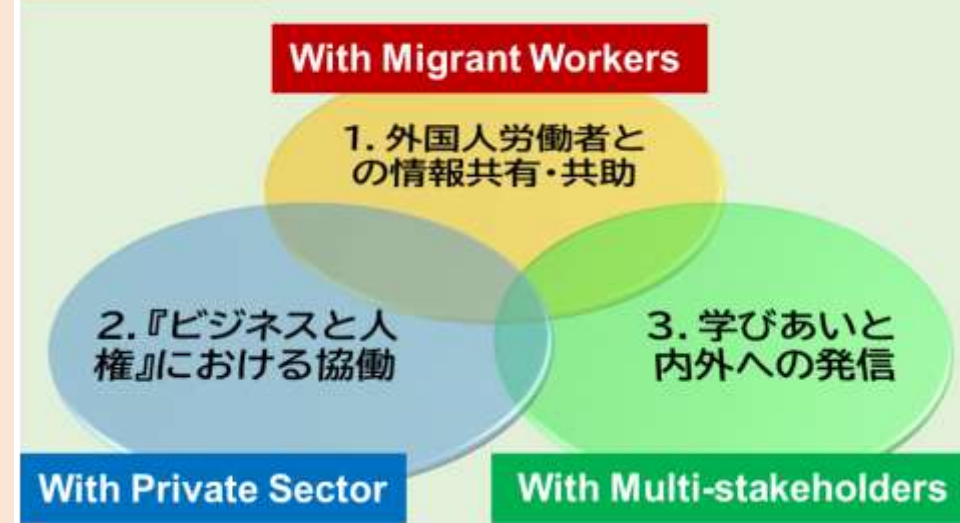 With Migrant Workers
1. 外国人労働者と
の情報共有・共助
2.『ビジネスと人
権』における協働
3. 学びあいと
内外への発信
With Private Sector
With Multi-stakeholders